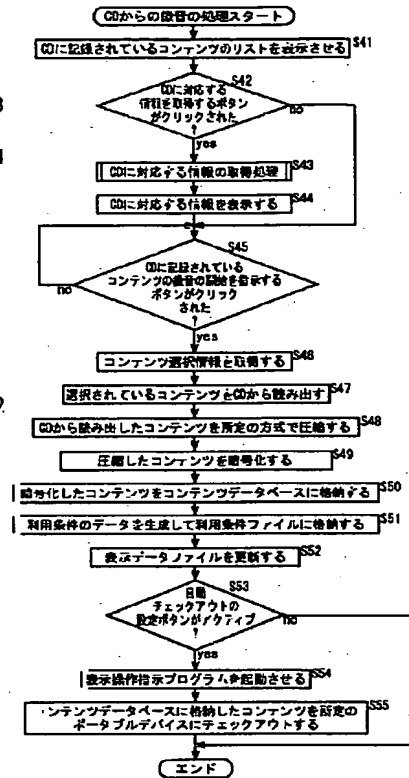 CDからの録音の処理スタート
CDに記録されているコンテンツのリストを表示させる S41
S42
CDに対応する
情報を取得するボタン
がクリックされた
?
no
yes
CDに対応する情報の取得処理 S43
CDに対応する情報を表示する S44
S45
CDに記録されている
コンテンツの録音の開始を指示する
ボタンがクリック
された
?
no
yes
コンテンツ選択情報を取得する S46
選択されているコンテンツをCDから読み出す S47
CDから読み出したコンテンツを所定の方式で圧縮する S48
圧縮したコンテンツを暗号化する S49
暗号化したコンテンツをコンテンツデータベースに格納する S50
利用条件のデータを生成して利用条件ファイルに格納する S51
表示データファイルを更新する S52
S53
自動
チェックアウトの
設定ボタンがアクティブ
?
no
yes
表示操作指示プログラムを起動させる S54
ンテンツデータベースに格納したコンテンツを所定の
ポータブルデバイスにチェックアウトする S55
エンド